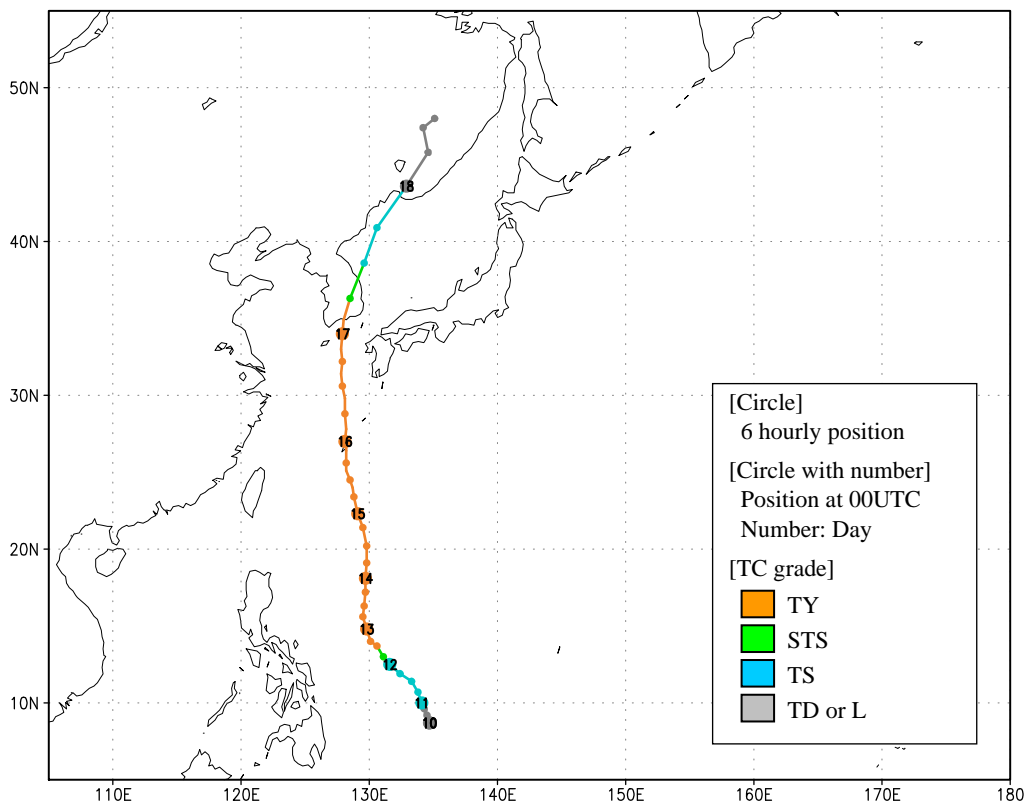 50N
40N
30N
20N
10N
110E
120E
130E
140E
150E
160E
170E
180
18
17
16
15
14
13
12
11
10
[Circle]
6 hourly position
[Circle with number]
Position at 00UTC
Number: Day
[TC grade]
TY
STS
TS
TD or L